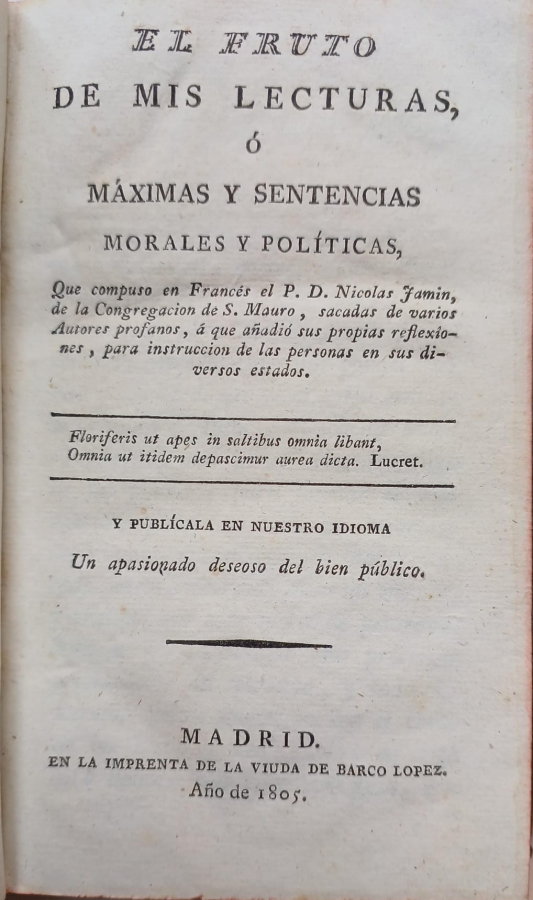 EL FRUTO
DE MIS LECTURAS,
ó
MÁXIMAS Y SENTENCIAS
MORALES Y POLÍTICAS,
Que compuso en Francés el P. D. Nicolas Jamin,
de la Congregacion de S. Mauro, sacadas de varios
Autores profanos, á que añadió sus propias reflexio-
nes, para instruccion de las personas en sus di-
versos estados.
Floriferis ut apes in saltibus omnia libant,
Omnia ut itidem depascimur aurea dicta. Lucret.
Y PUBLÍCALA EN NUESTRO IDIOMA
Un apasionado deseoso del bien público.
MADRID.
EN LA IMPRENTA DE LA VIUDA DE BARCO LOPEZ.
Año de 1805.